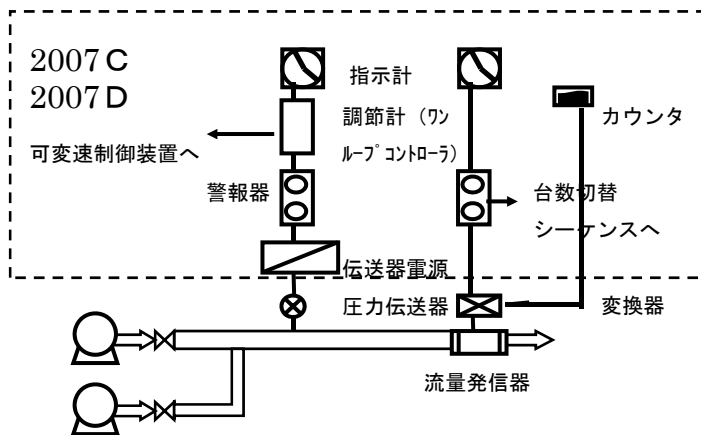 2007C
2007D
指示計
調節計（ﾜﾝ
ﾙｰﾌﾟｺﾝﾄﾛｰﾗ）
カウンタ
可変速制御装置へ
警報器
台数切替
シーケンスへ
伝送器電源
圧力伝送器
変換器
流量発信器